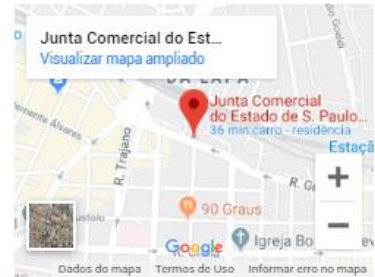 Junta Comercial do Est...
Visualizar mapa ampliado
DA LAPA
Junta Comercial
do Estado de S. Paulo...
36 min carro - residência
Estaçã
R. Trajano
+
90 Graus
−
Google
Igreja Bo
Dados do mapa Termos de Uso Informar erro no mapa